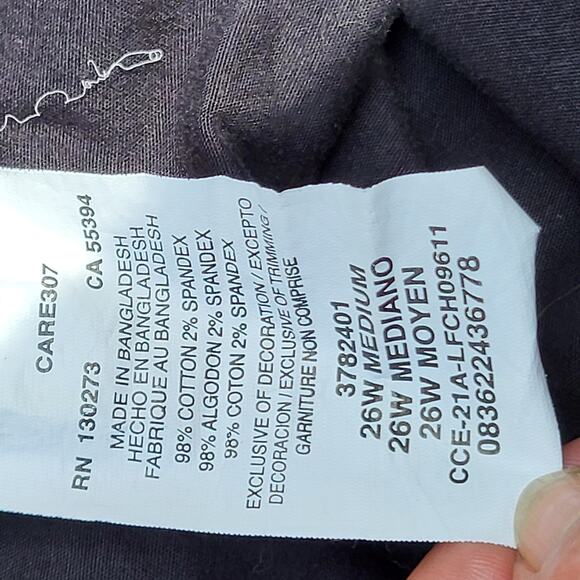 CARE307
RN 130273 CA 55394
MADE IN BANGLADESH
HECHO EN BANGLADESH
FABRIQUE AU BANGLADESH
98% COTTON 2% SPANDEX
98% ALGODON 2% SPANDEX
98% COTON 2% SPANDEX
EXCLUSIVE OF DECORATION / EXCEPTO
DECORACION / EXCLUSIVE OF TRIMMING /
GARNITURE NON COMPRISE
3782401
26W MEDIUM
26W MEDIANO
26W MOYEN
CCE-21A-LFCH09611
083622436778